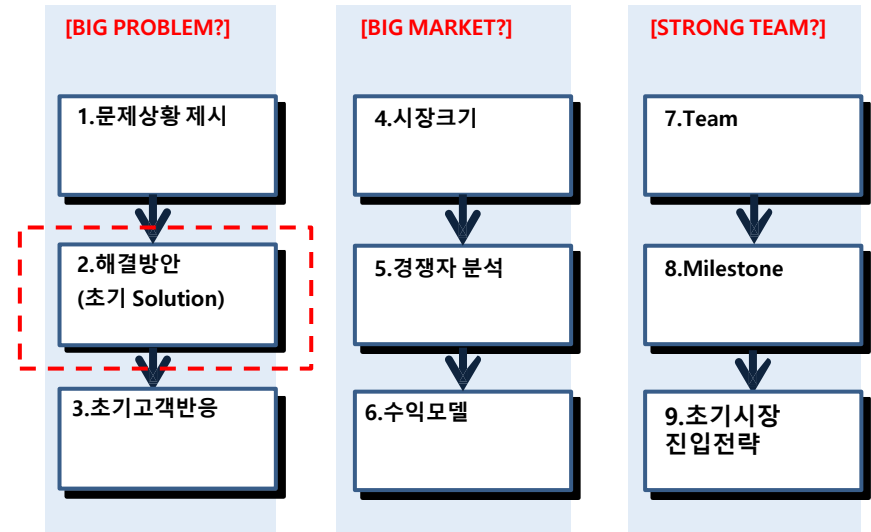 [BIG PROBLEM?]
1.문제상황 제시
2.해결방안
(초기 Solution)
3.초기고객반응
[BIG MARKET?]
4.시장크기
5.경쟁자 분석
6.수익모델
[STRONG TEAM?]
7.Team
8.Milestone
9.초기시장
진입전략